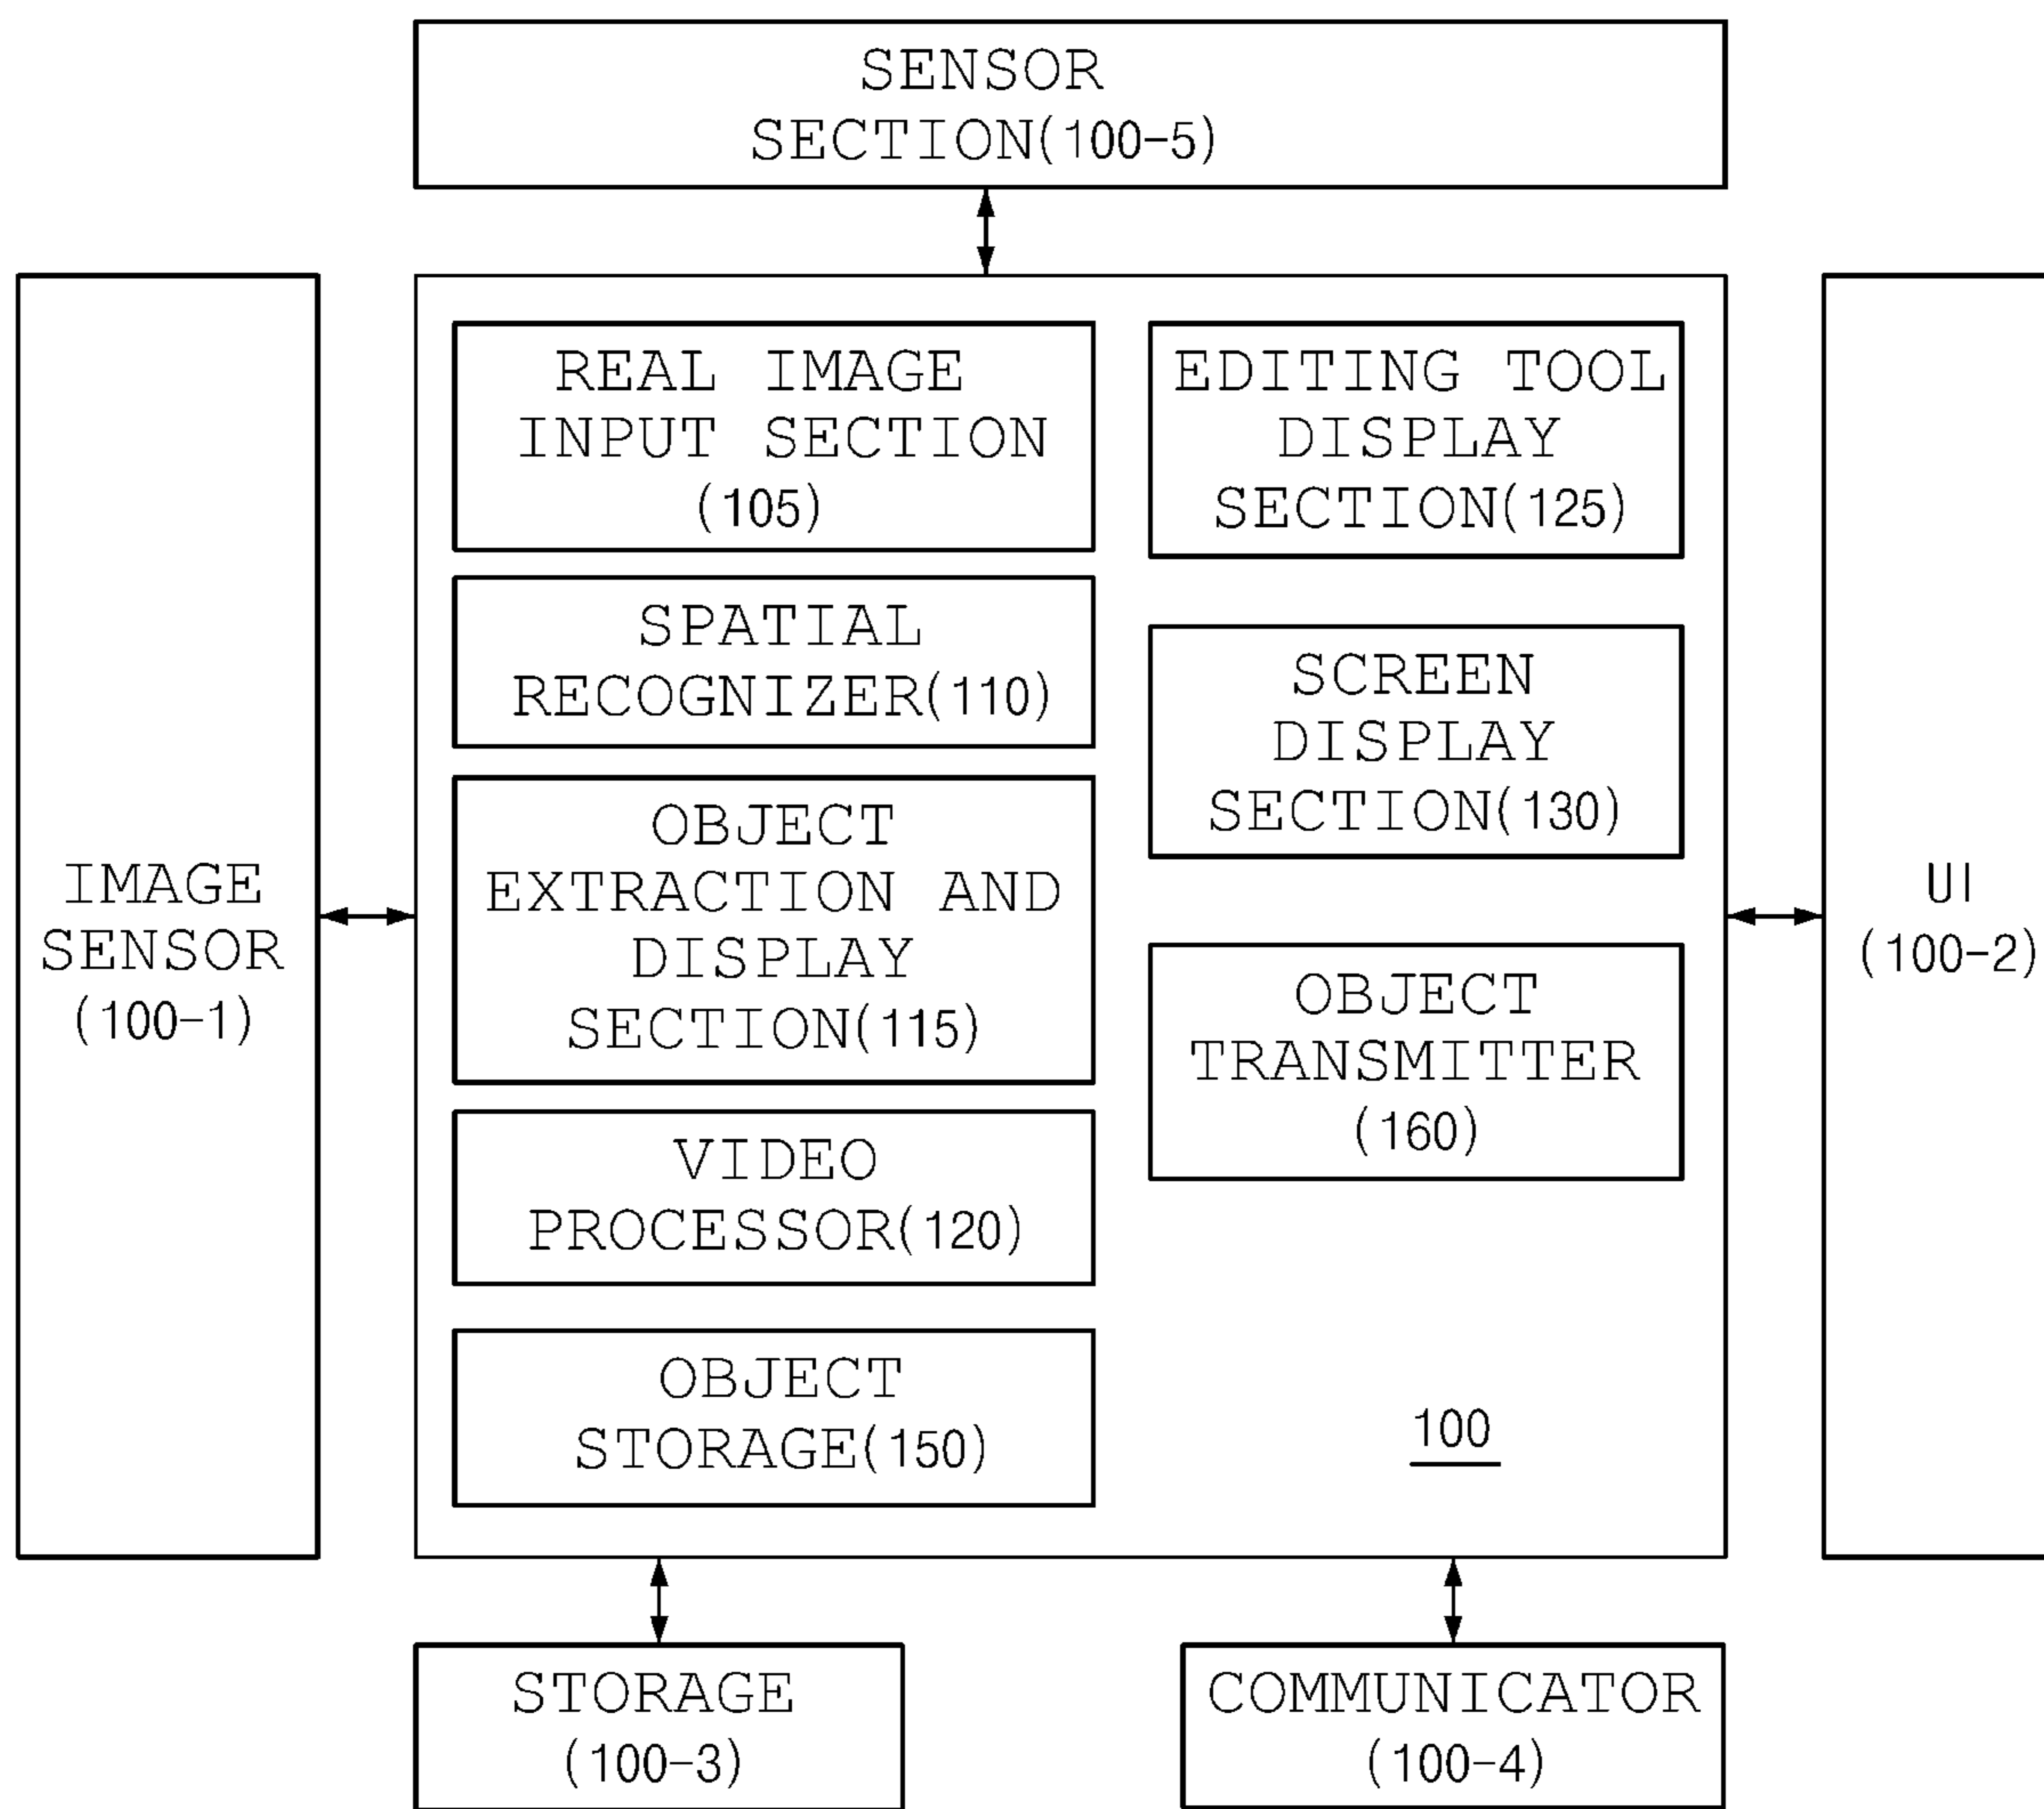 SENSOR
SECTION(100-5)
IMAGE
SENSOR
(100-1)
REAL IMAGE
INPUT SECTION
(105)
SPATIAL
RECOGNIZER(110)
OBJECT
EXTRACTION AND
DISPLAY
SECTION(115)
VIDEO
PROCESSOR(120)
OBJECT
STORAGE(150)
EDITING TOOL
DISPLAY
SECTION(125)
SCREEN
DISPLAY
SECTION(130)
OBJECT
TRANSMITTER
(160)
100
UI
(100-2)
STORAGE
(100-3)
COMMUNICATOR
(100-4)